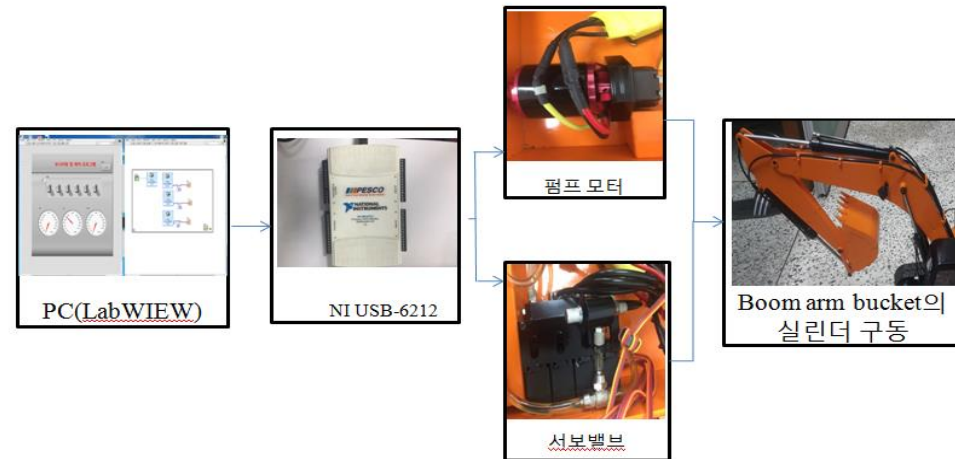 PC(LabWIEW)
PESCO
NATIONAL
INSTRUMENTS
NI USB-6212
펌프 모터
서보밸브
Boom arm bucket의
실린더 구동